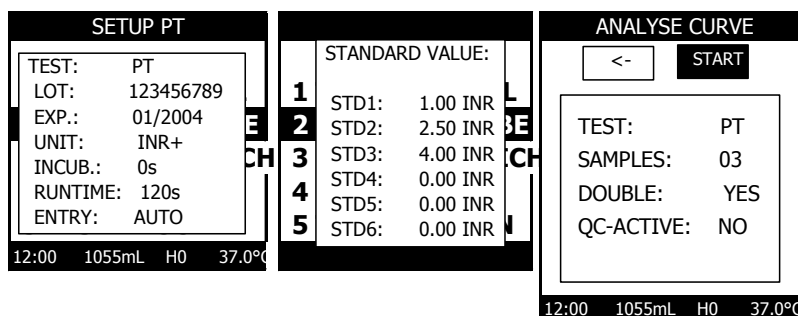 SETUP PT
TEST: PT
LOT: 123456789
EXP.: 01/2004
UNIT: INR+
INCUB.: 0s
RUNTIME: 120s
ENTRY: AUTO
E
CH
12:00 1055mL H0 37.0°C
STANDARD VALUE:
1 STD1: 1.00 INR L
2 STD2: 2.50 INR BE
3 STD3: 4.00 INR ECH
4 STD4: 0.00 INR
STD5: 0.00 INR
5 STD6: 0.00 INR N
ANALYSE CURVE
<- START
TEST: PT
SAMPLES: 03
DOUBLE: YES
QC-ACTIVE: NO
12:00 1055mL H0 37.0°C